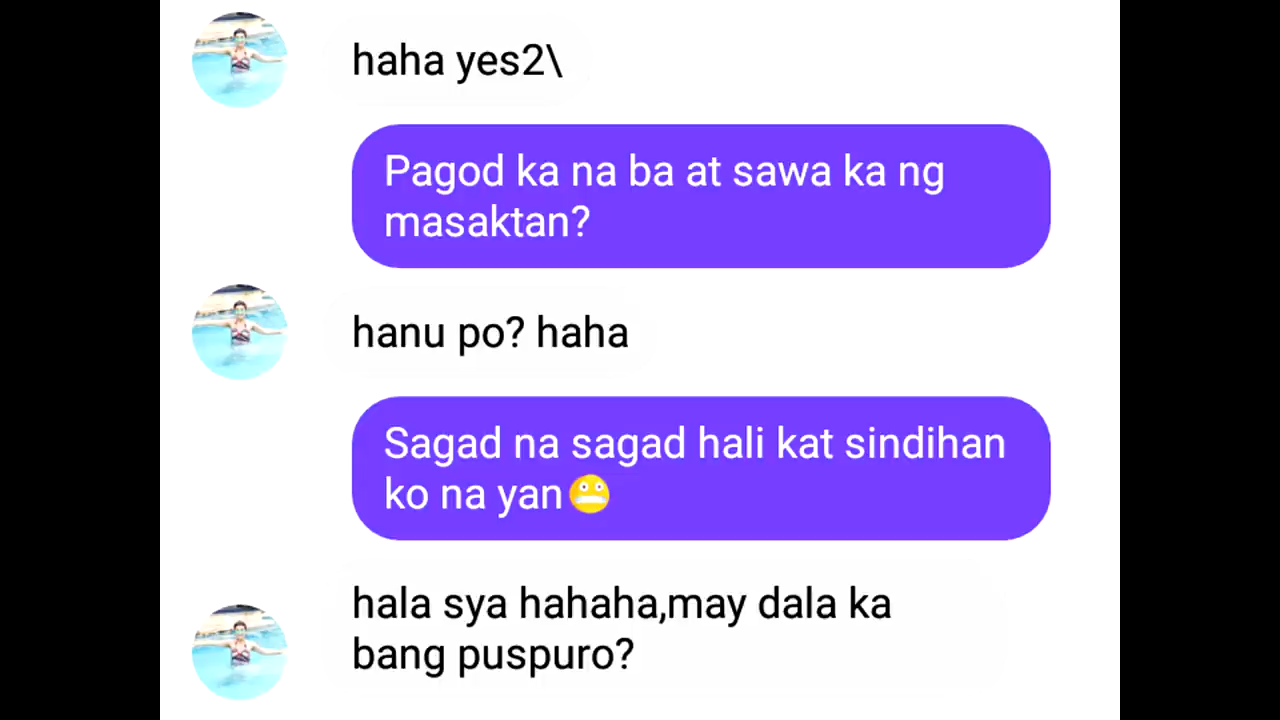 haha yes2\
Pagod ka na ba at sawa ka ng
masaktan?
hanu po? haha
Sagad na sagad hali kat sindihan
ko na yan😬
hala sya hahaha,may dala ka
bang puspuro?